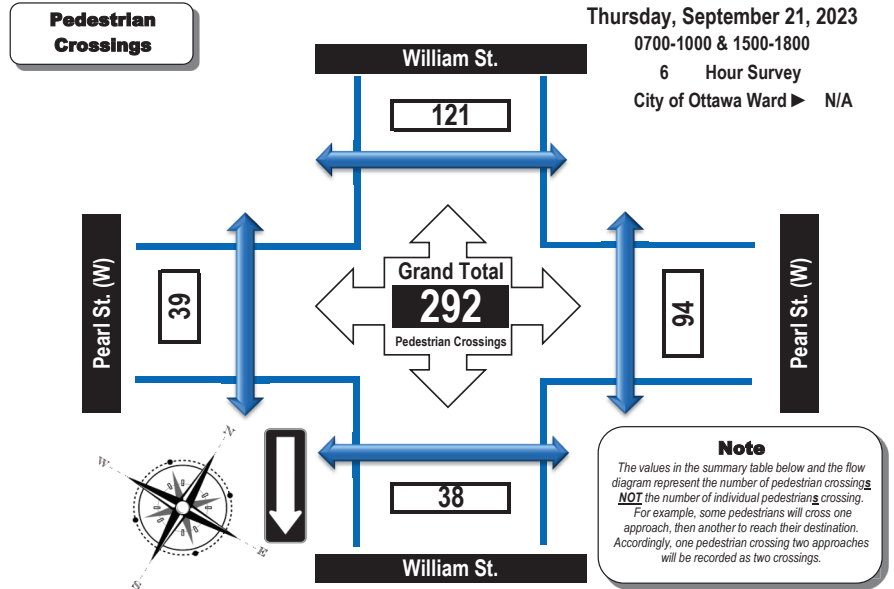 Pedestrian
Crossings
Thursday, September 21, 2023
0700-1000 & 1500-1800
6 Hour Survey
City of Ottawa Ward ► N/A
William St.
121
Pearl St. (W)
39
Grand Total
292
Pedestrian Crossings
94
Pearl St. (W)
N
W
E
S
38
William St.
Note
The values in the summary table below and the flow
diagram represent the number of pedestrian crossings
NOT the number of individual pedestrians crossing.
For example, some pedestrians will cross one
approach, then another to reach their destination.
Accordingly, one pedestrian crossing two approaches
will be recorded as two crossings.